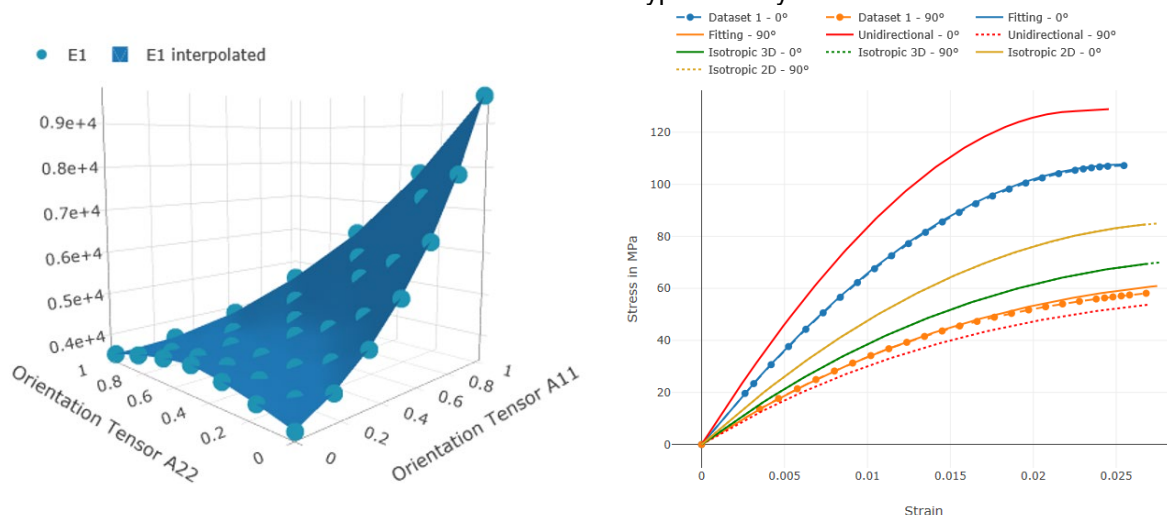 E1 E1 interpolated
0.9e+4
0.8e+4
0.7e+4
0.6e+4
0.5e+4
0.4e+4
1
0.8
0.6
0.4
0.2
0
Orientation Tensor A22
0
0.2
0.4
0.6
0.8
1
Orientation Tensor A11
Dataset 1 - 0° Dataset 1 - 90° Fitting - 0°
Fitting - 90° Unidirectional - 0° Unidirectional - 90°
Isotropic 3D - 0° Isotropic 3D - 90° Isotropic 2D - 0°
Isotropic 2D - 90°
120
100
80
60
40
20
0
Stress in MPa
0 0.005 0.01 0.015 0.02 0.025
Strain